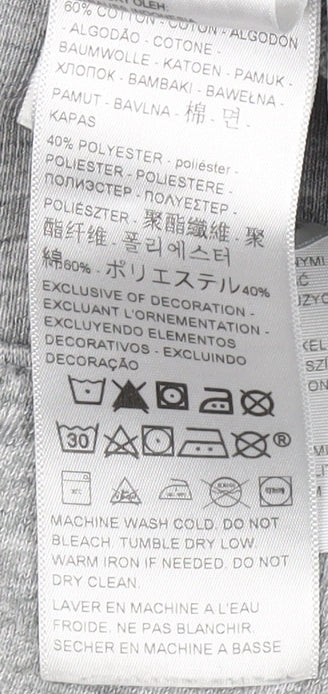 60% COTTON - COTON - ALGODÓN
- ALGODÃO - COTONE -
BAUMWOLLE - KATOEN - PAMUK -
ХЛОПОК - BAMBAKI - BAWEŁNA -
PAMUT - BAVLNA - 棉 - 면 -
KAPAS
40% POLYESTER - poliéster -
POLIESTER - POLIESTERE -
ПОЛИЭСТЕР - ΠΟΛΥΕΣΤΕΡ -
POLIÉSZTER - 聚酯纖維 - 聚
酯纤维 - 폴리에스터
綿60% - ポリエステル40%
EXCLUSIVE OF DECORATION -
EXCLUANT L'ORNEMENTATION -
EXCLUYENDO ELEMENTOS
DECORATIVOS - EXCLUINDO
DECORAÇÃO
30 ®
MACHINE WASH COLD. DO NOT
BLEACH. TUMBLE DRY LOW.
WARM IRON IF NEEDED. DO NOT
DRY CLEAN.
LAVER EN MACHINE A L'EAU
FROIDE. NE PAS BLANCHIR.
SECHER EN MACHINE A BASSE